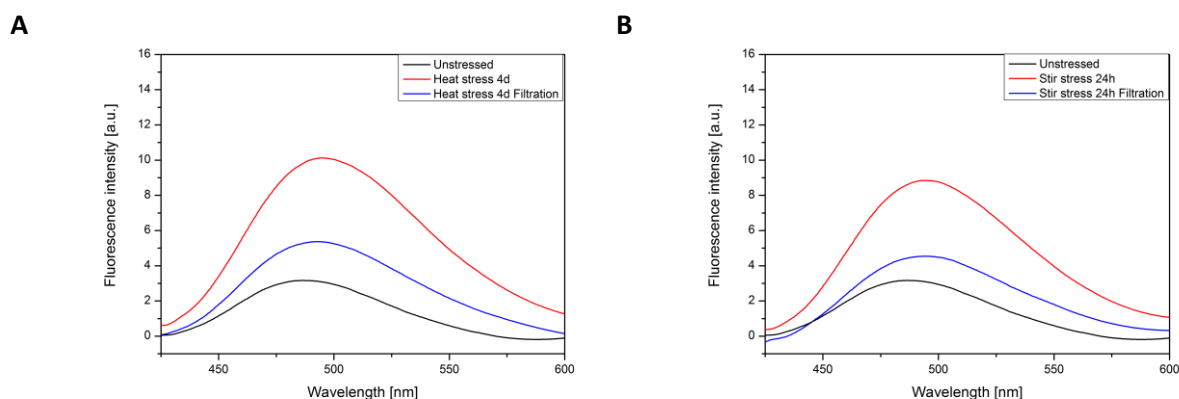 A
B
16
14
12
10
8
6
4
2
0
Fluorescence intensity [a.u.]
Unstressed
Heat stress 4d
Heat stress 4d Filtration
450
500
550
600
Wavelength [nm]
16
14
12
10
8
6
4
2
0
Fluorescence intensity [a.u.]
Unstressed
Stir stress 24h
Stir stress 24h Filtration
450
500
550
600
Wavelength [nm]